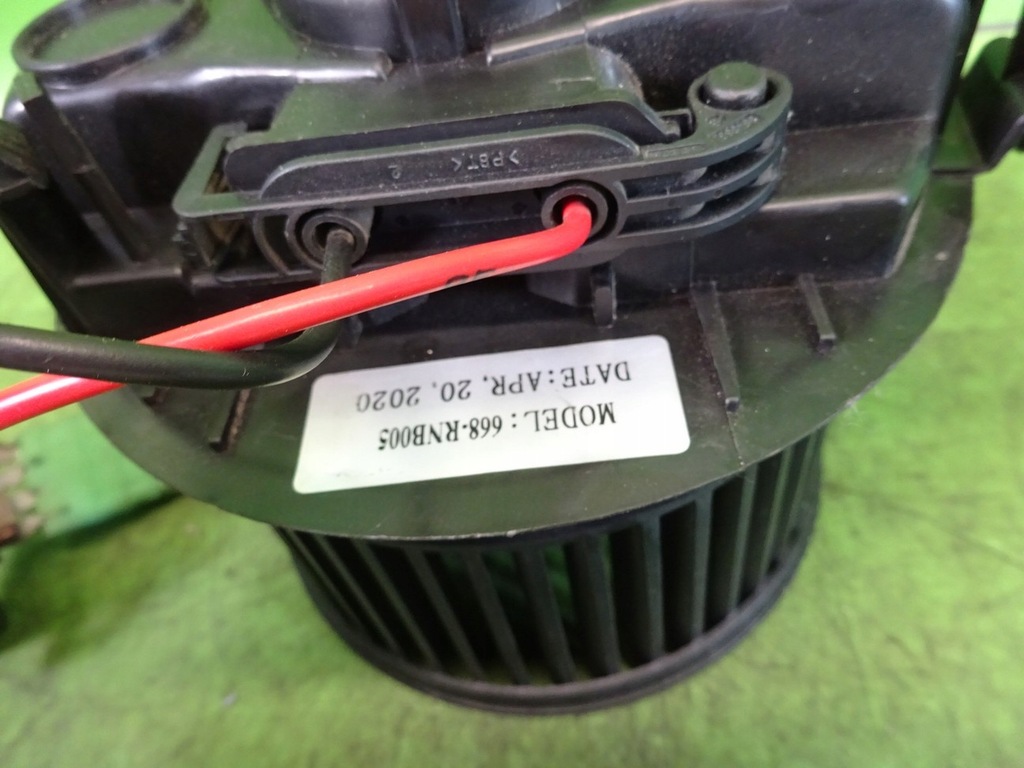 MODEL: 668-RNB005
DATE: APR, 20, 2020
>PBT<